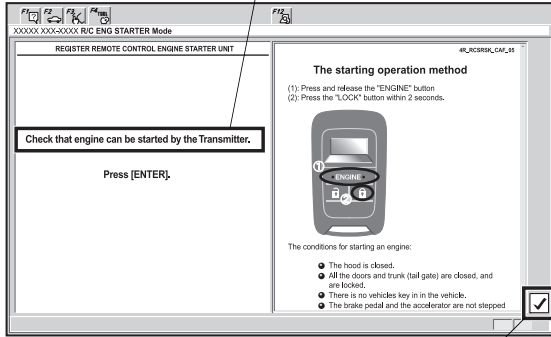 F1 F2 F3 F4 F12
XXXXX XXX-XXXX R/C ENG STARTER Mode
REGISTER REMOTE CONTROL ENGINE STARTER UNIT
Check that engine can be started by the Transmitter.
Press [ENTER].
4R_RCSRSK_CAF_05
The starting operation method
(1): Press and release the "ENGINE" button
(2): Press the "LOCK" button within 2 seconds.
1
ENGINE
2
The conditions for starting an engine:
The hood is closed.
All the doors and trunk (tail gate) are closed, and
are locked.
There is no vehicles key in in the vehicle.
The brake pedal and the accelerator are not stepped